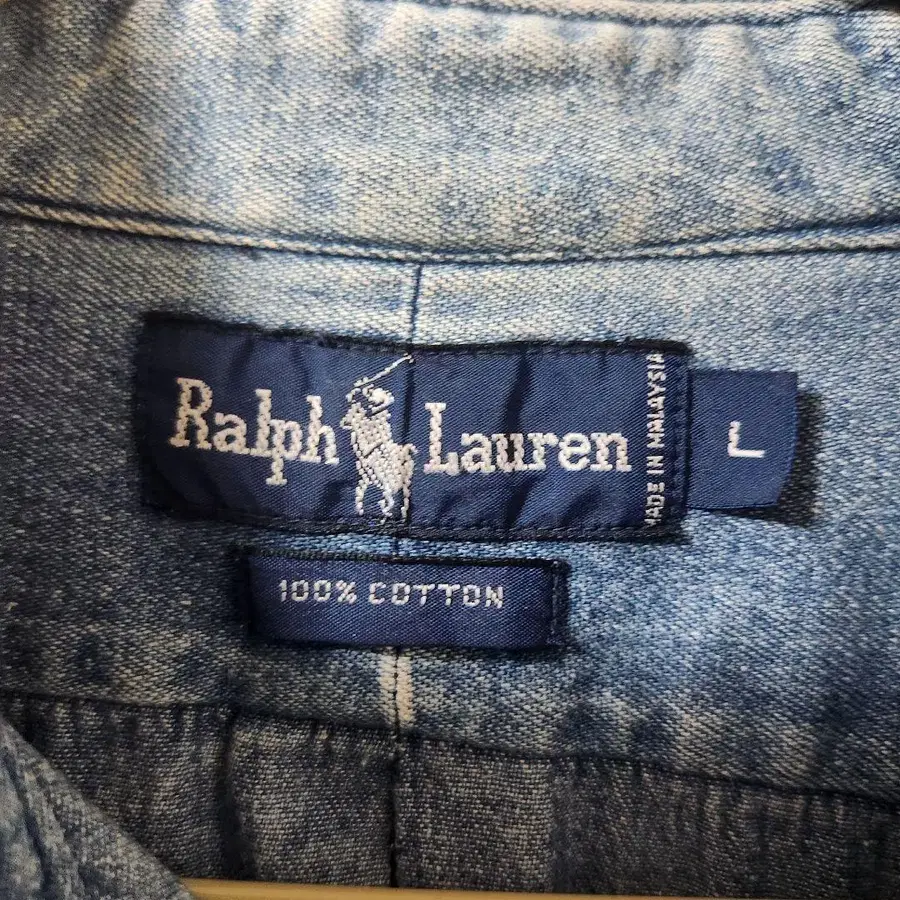 Ralph Lauren
MADE IN MALAYSIA
L
100% COTTON